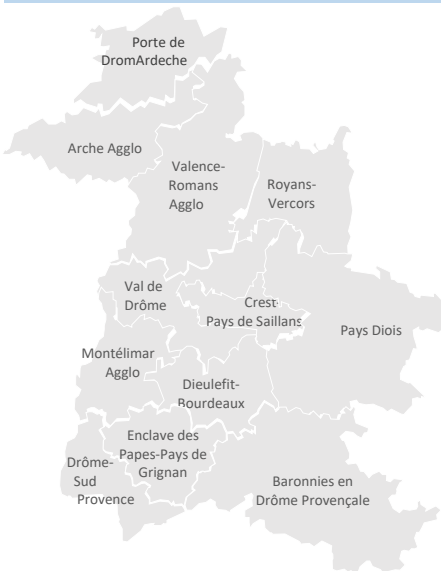 Porte de
DromArdeche
Arche Agglo
Valence-
Romans
Agglo
Royans-
Vercors
Val de
Drôme
Crest
Pays de Saillans
Pays Diois
Montélimar
Agglo
Dieulefit-
Bourdeaux
Enclave des
Papes-Pays de
Grignan
Drôme-
Sud
Provence
Baronnies en
Drôme Provençale